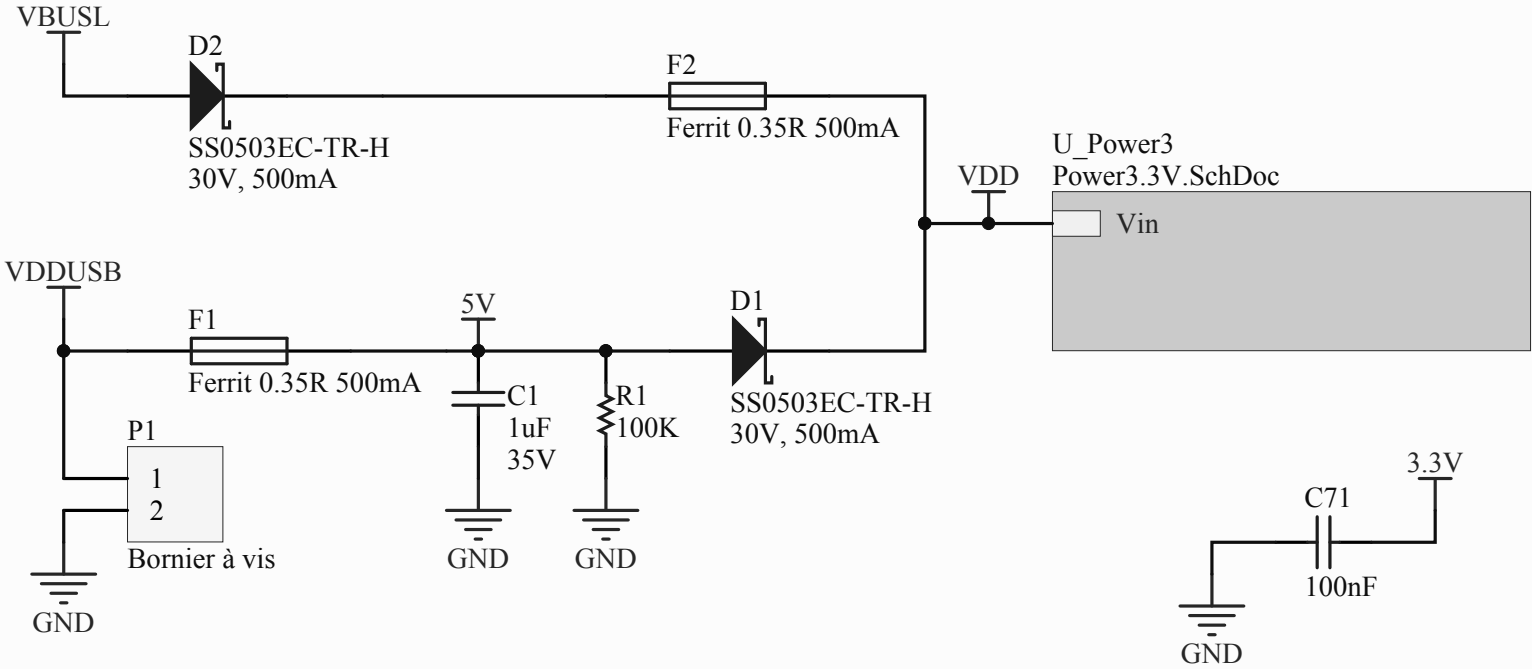 VBUSL
D2
SS0503EC-TR-H
30V, 500mA
F2
Ferrit 0.35R 500mA
VDD
U_Power3
Power3.3V.SchDoc
Vin
VDDUSB
F1
Ferrit 0.35R 500mA
5V
C1
1uF
35V
GND
R1
100K
GND
D1
SS0503EC-TR-H
30V, 500mA
P1
1
2
Bornier à vis
GND
3.3V
C71
100nF
GND